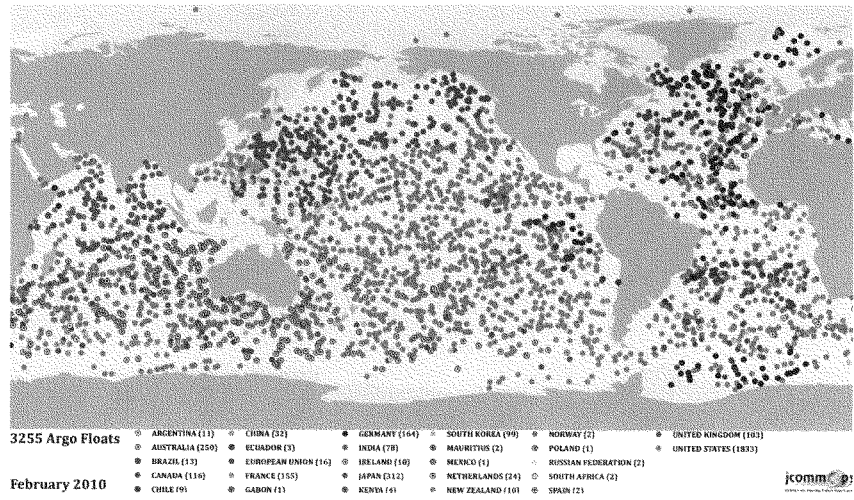 3255 Argo Floats
February 2010
ARGENTINA (11)
AUSTRALIA (250)
BRAZIL (13)
CANADA (116)
CHILE (9)
CHINA (32)
ECUADOR (3)
EUROPEAN UNION (16)
FRANCE (155)
GABON (1)
GERMANY (164)
INDIA (78)
IRELAND (10)
JAPAN (312)
KENYA (4)
SOUTH KOREA (99)
MAURITIUS (2)
MEXICO (1)
NETHERLANDS (24)
NEW ZEALAND (10)
NORWAY (2)
POLAND (1)
RUSSIAN FEDERATION (2)
SOUTH AFRICA (2)
SPAIN (2)
UNITED KINGDOM (103)
UNITED STATES (1833)
jcommops